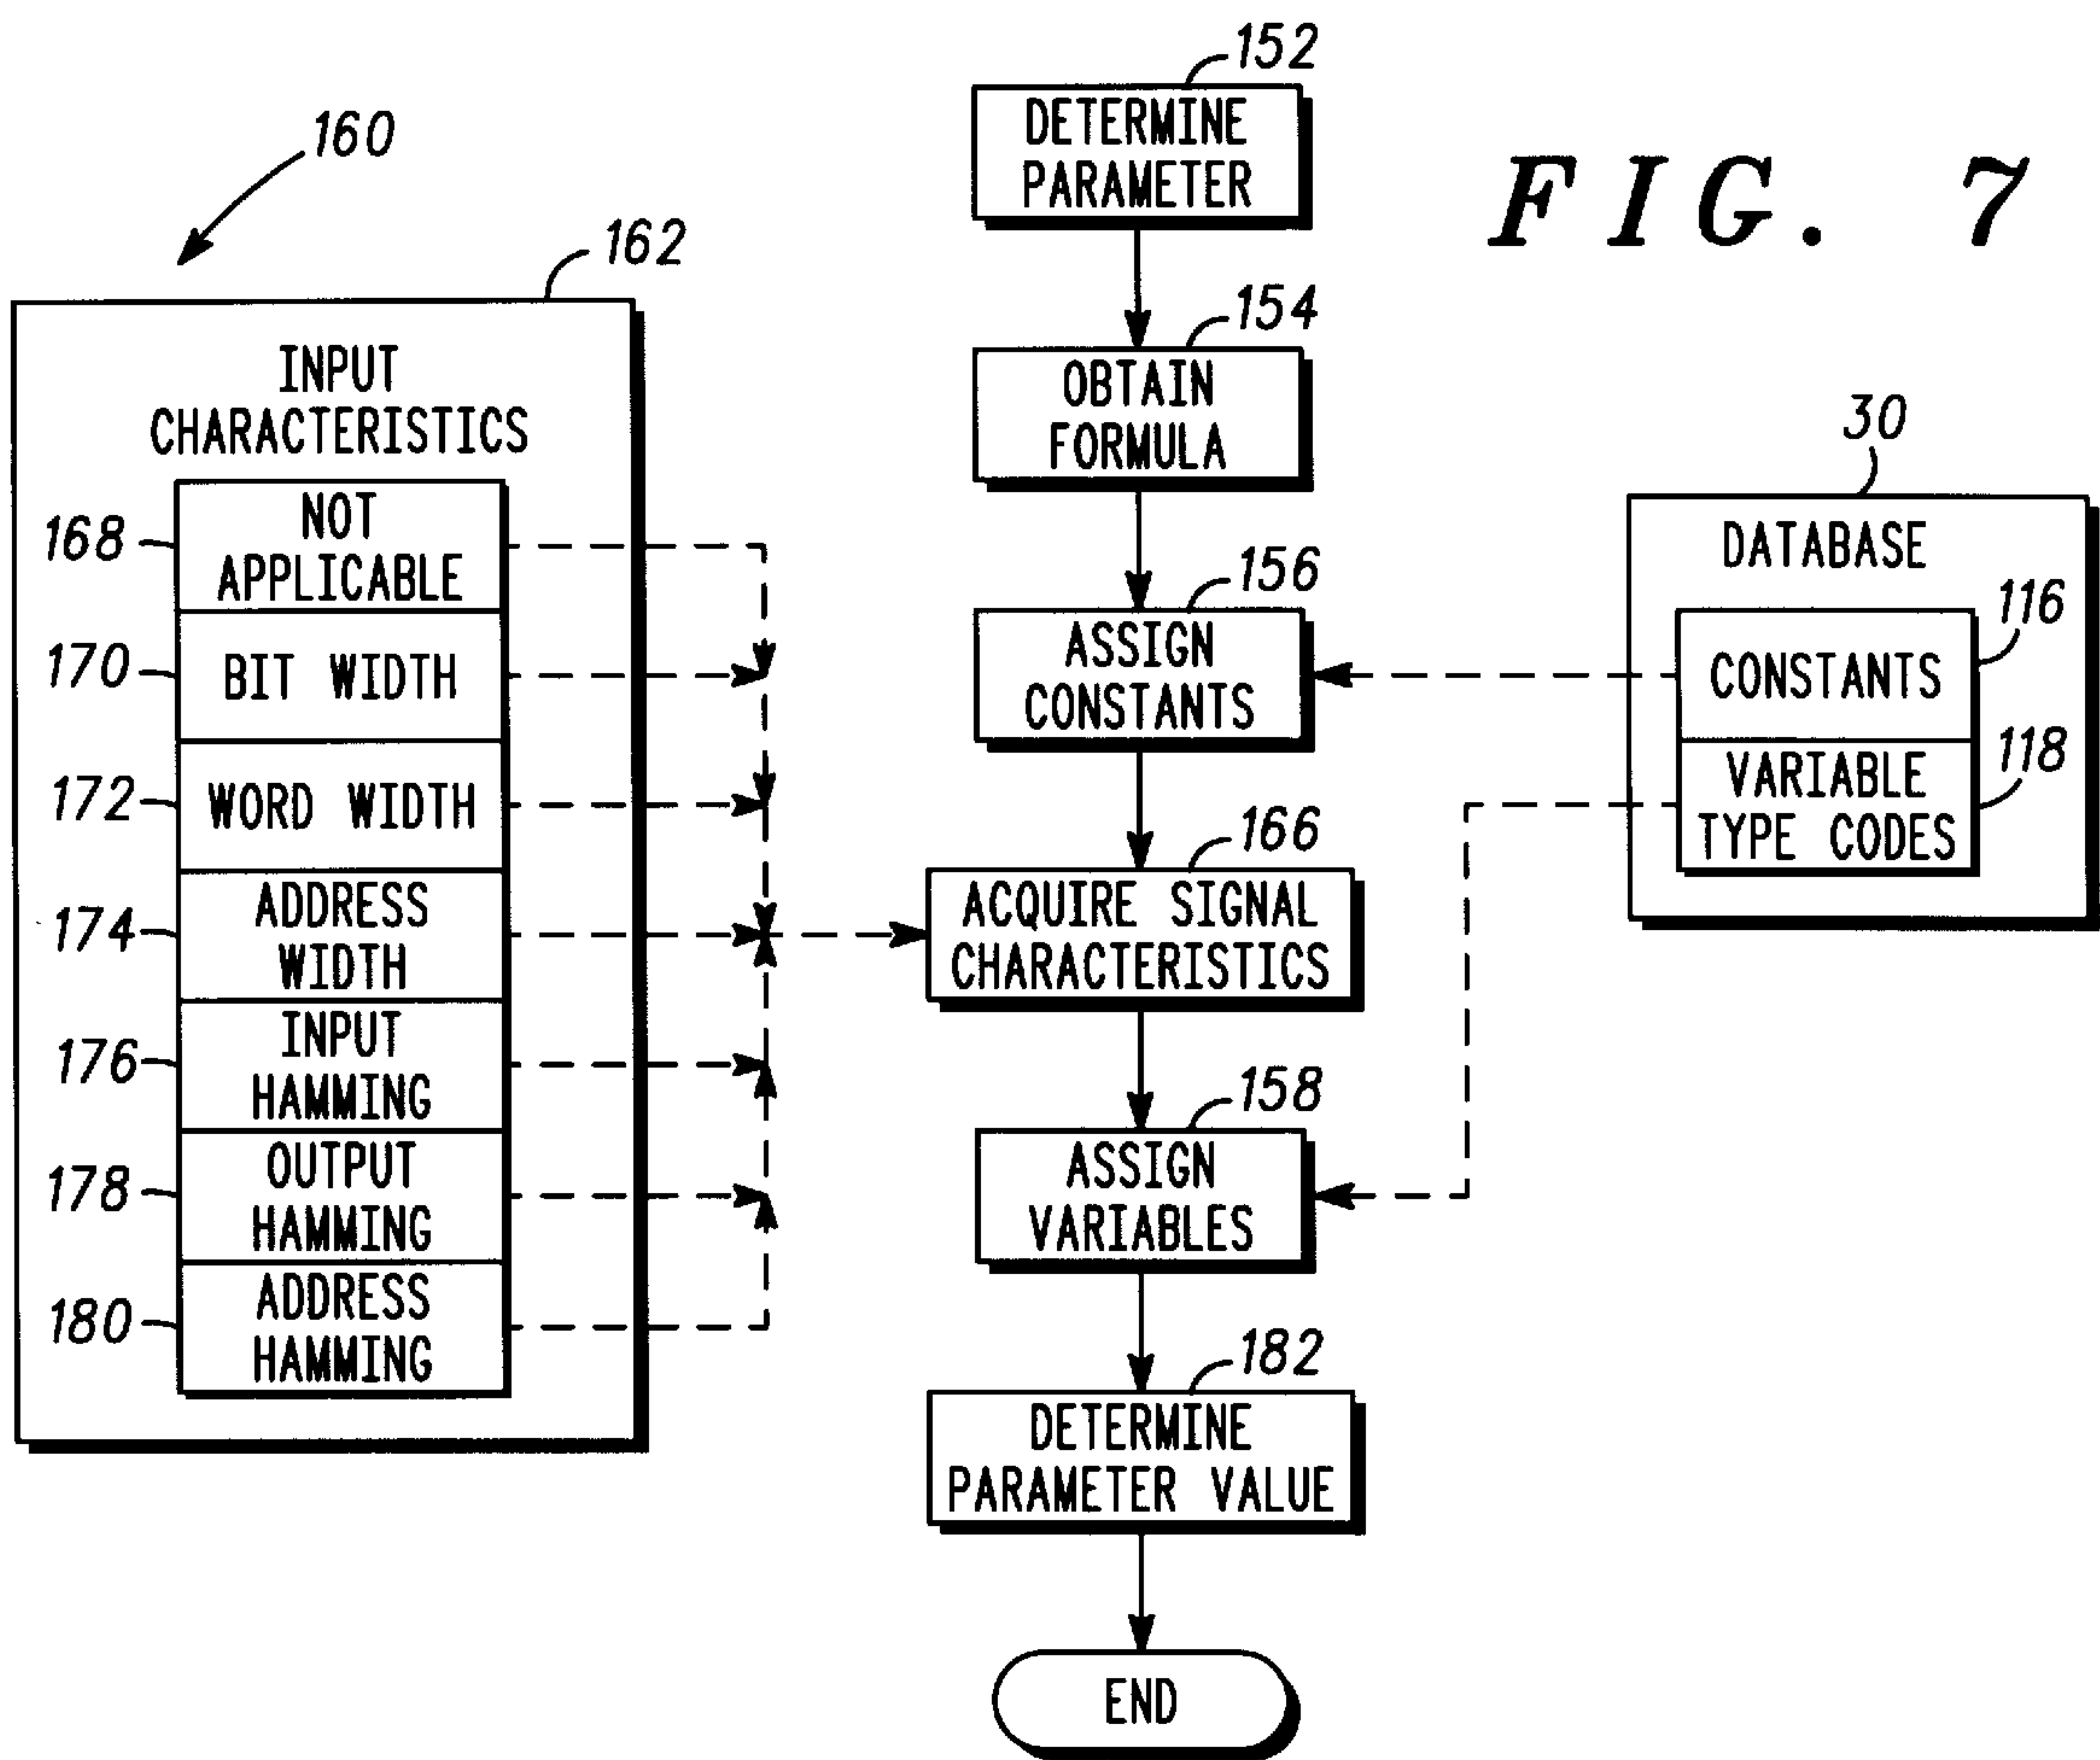 152
DETERMINE
PARAMETER
160
FIG. 7
162
154
INPUT
CHARACTERISTICS
OBTAIN
FORMULA
30
168
NOT
APPLICABLE
156
DATABASE
170
BIT WIDTH
ASSIGN
CONSTANTS
116
CONSTANTS
172
WORD WIDTH
118
VARIABLE
TYPE CODES
166
174
ADDRESS
WIDTH
ACQUIRE SIGNAL
CHARACTERISTICS
176
INPUT
HAMMING
158
178
OUTPUT
HAMMING
ASSIGN
VARIABLES
180
ADDRESS
HAMMING
182
DETERMINE
PARAMETER VALUE
END